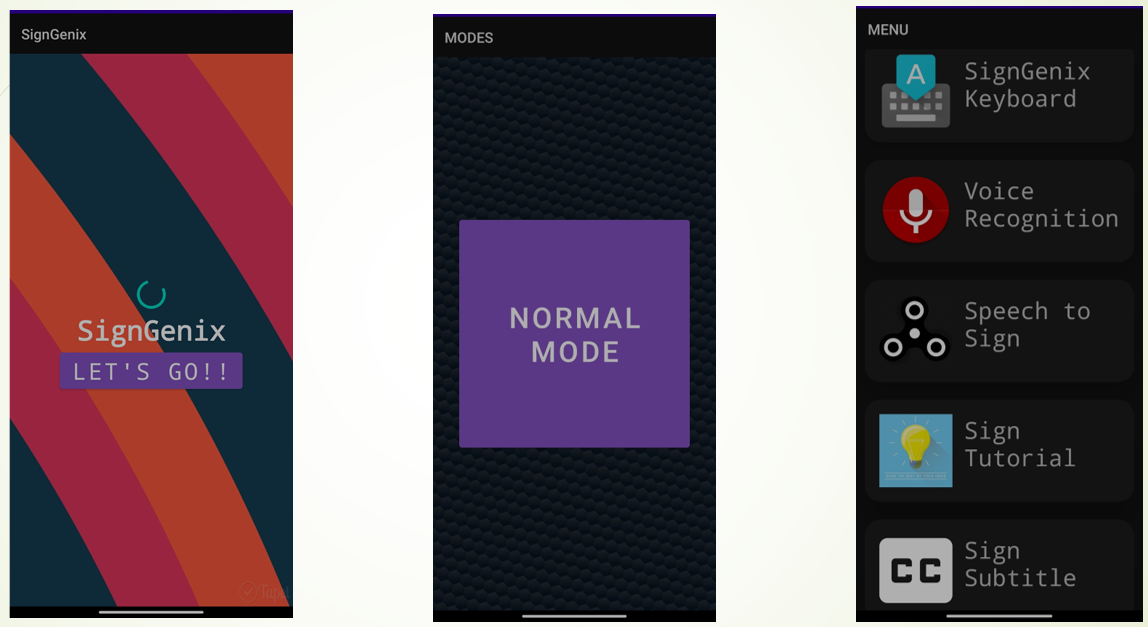 SignGenix
SignGenix
LET'S GO!!
MODES
NORMAL
MODE
MENU
A
SignGenix
Keyboard
Voice
Recognition
Speech to
Sign
Sign
Tutorial
CC
Sign
Subtitle